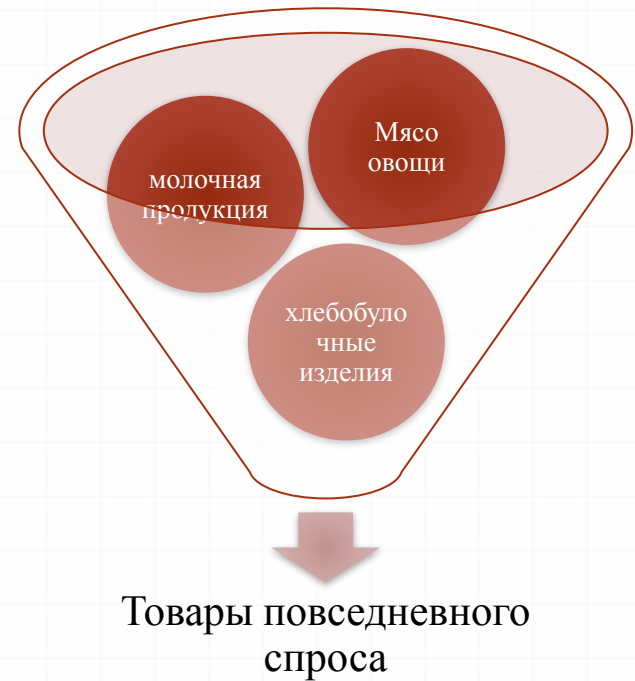 Мясо
овощи
молочная
продукция
хлебобуло
чные
изделия
Товары повседневного
спроса